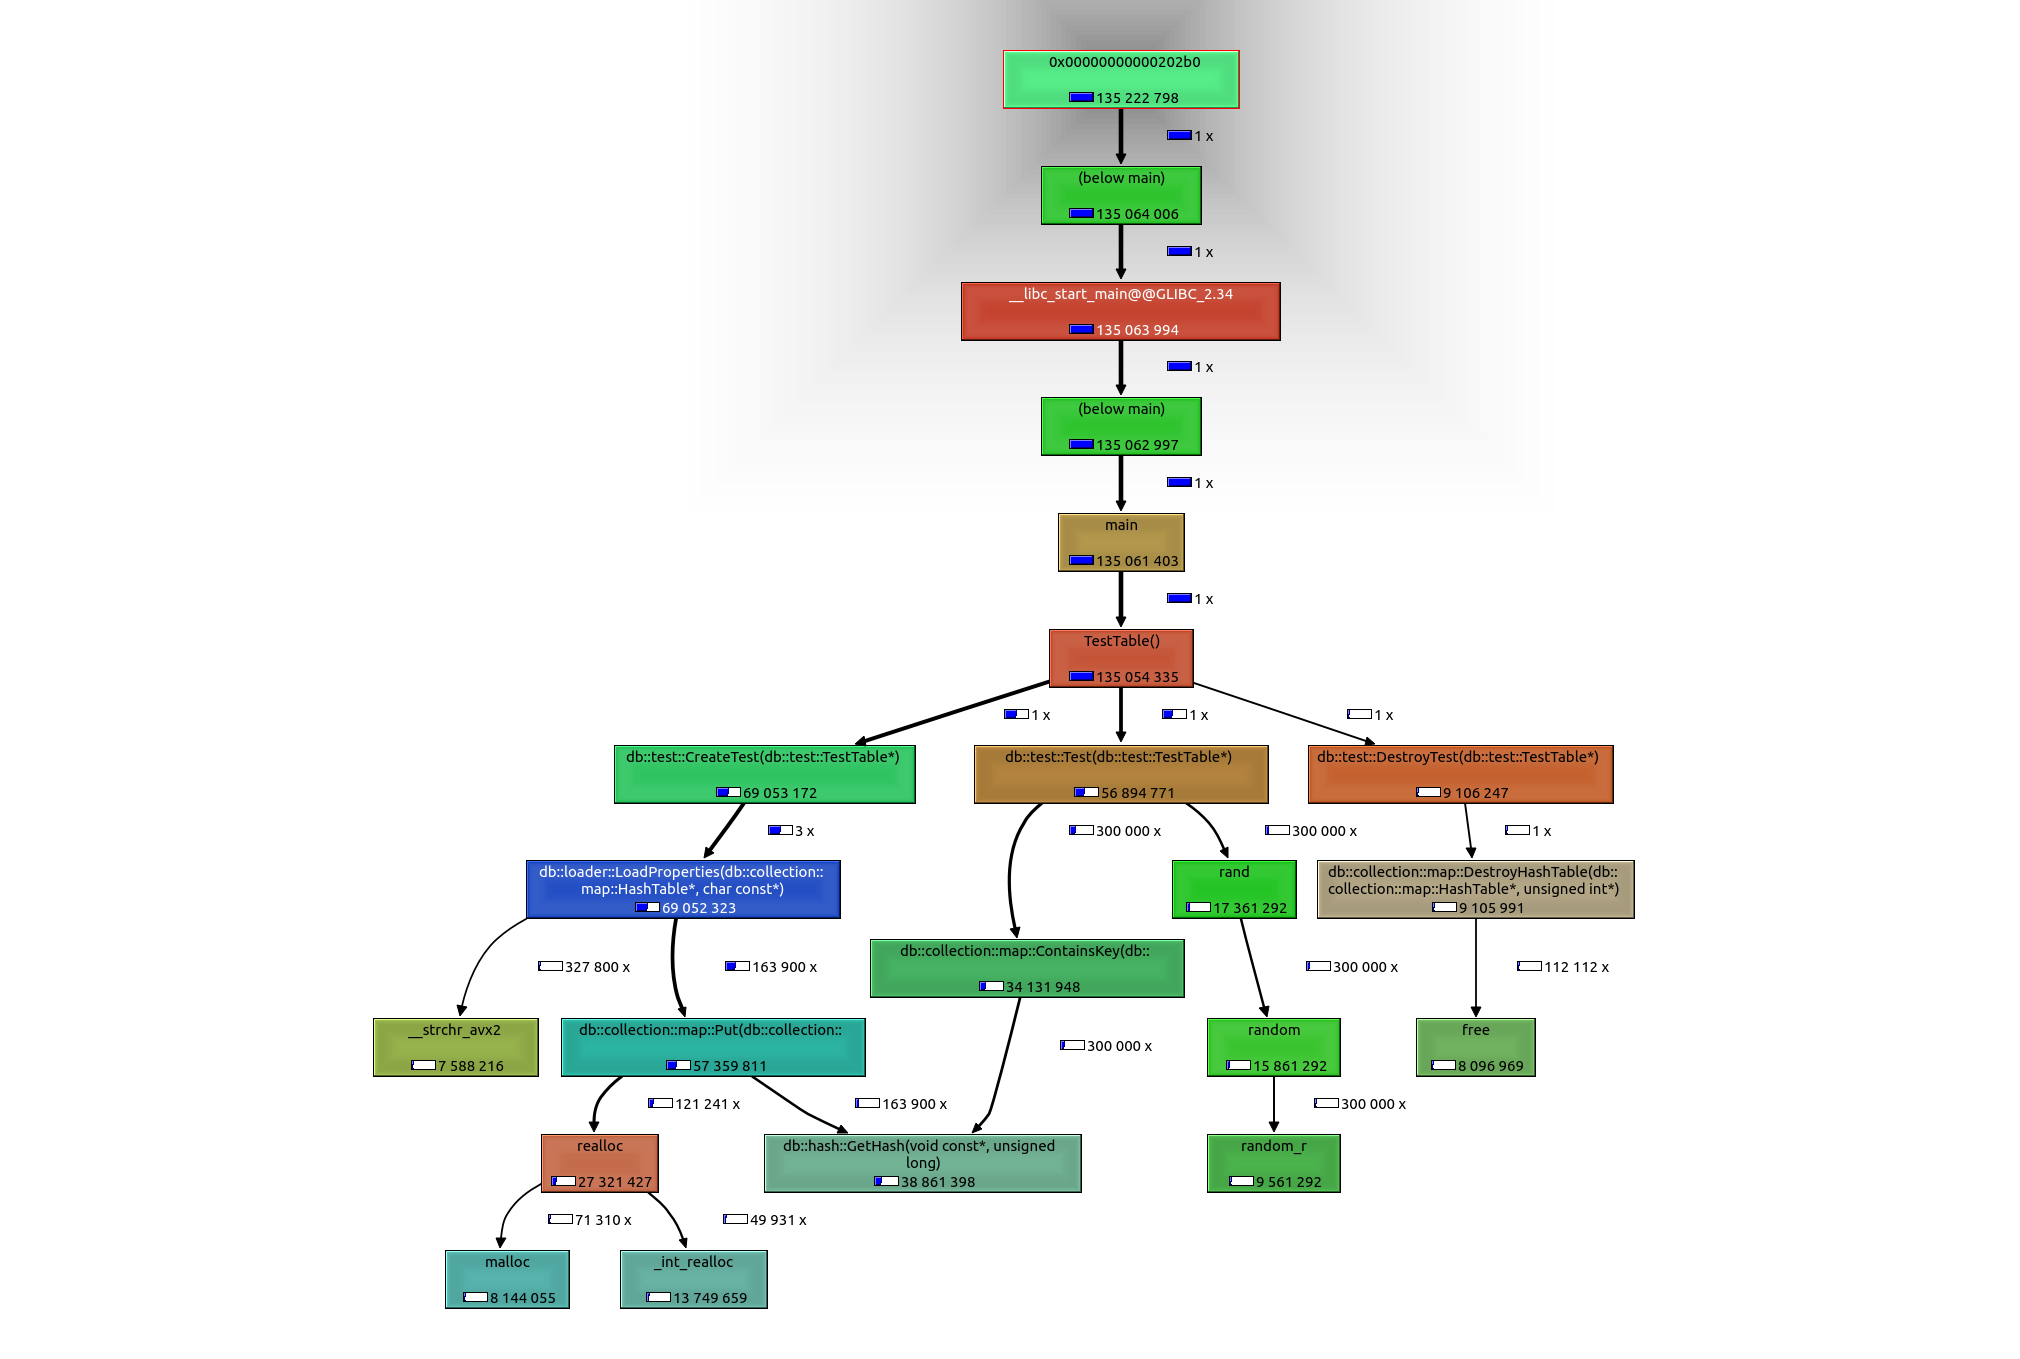 0x00000000000202b0
135 222 798
1 x
(below main)
135 064 006
1 x
__libc_start_main@@GLIBC_2.34
135 063 994
1 x
(below main)
135 062 997
1 x
main
135 061 403
1 x
TestTable()
135 054 335
1 x
1 x
1 x
db::test::CreateTest(db::test::TestTable*)
69 053 172
db::test::Test(db::test::TestTable*)
56 894 771
db::test::DestroyTest(db::test::TestTable*)
9 106 247
3 x
300 000 x
300 000 x
1 x
db::loader::LoadProperties(db::collection::
map::HashTable*, char const*)
69 052 323
rand
17 361 292
db::collection::map::DestroyHashTable(db::
collection::map::HashTable*, unsigned int*)
9 105 991
db::collection::map::ContainsKey(db::
34 131 948
327 800 x
163 900 x
300 000 x
112 112 x
__strchr_avx2
7 588 216
db::collection::map::Put(db::collection::
57 359 811
300 000 x
random
15 861 292
free
8 096 969
121 241 x
163 900 x
300 000 x
realloc
27 321 427
db::hash::GetHash(void const*, unsigned
long)
38 861 398
random_r
9 561 292
71 310 x
49 931 x
malloc
8 144 055
_int_realloc
13 749 659